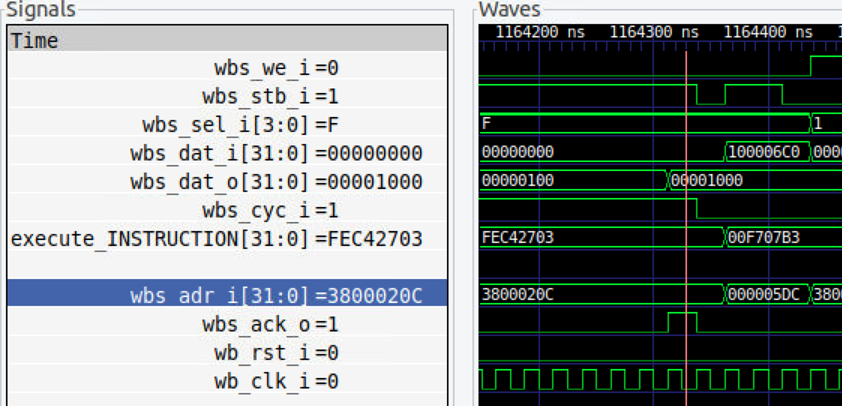 Signals
Waves
Time
1164200 ns 1164300 ns 1164400 ns 1
wbs_we_i=0
wbs_stb_i=1
wbs_sel_i[3:0]=F
F 1
wbs_dat_i[31:0]=00000000
00000000 100006C0 0000
wbs_dat_o[31:0]=00001000
00000100 00001000
wbs_cyc_i=1
execute_INSTRUCTION[31:0]=FEC42703
FEC42703 00F707B3
wbs_adr_i[31:0]=3800020C
3800020C 000005DC 3800
wbs_ack_o=1
wb_rst_i=0
wb_clk_i=0